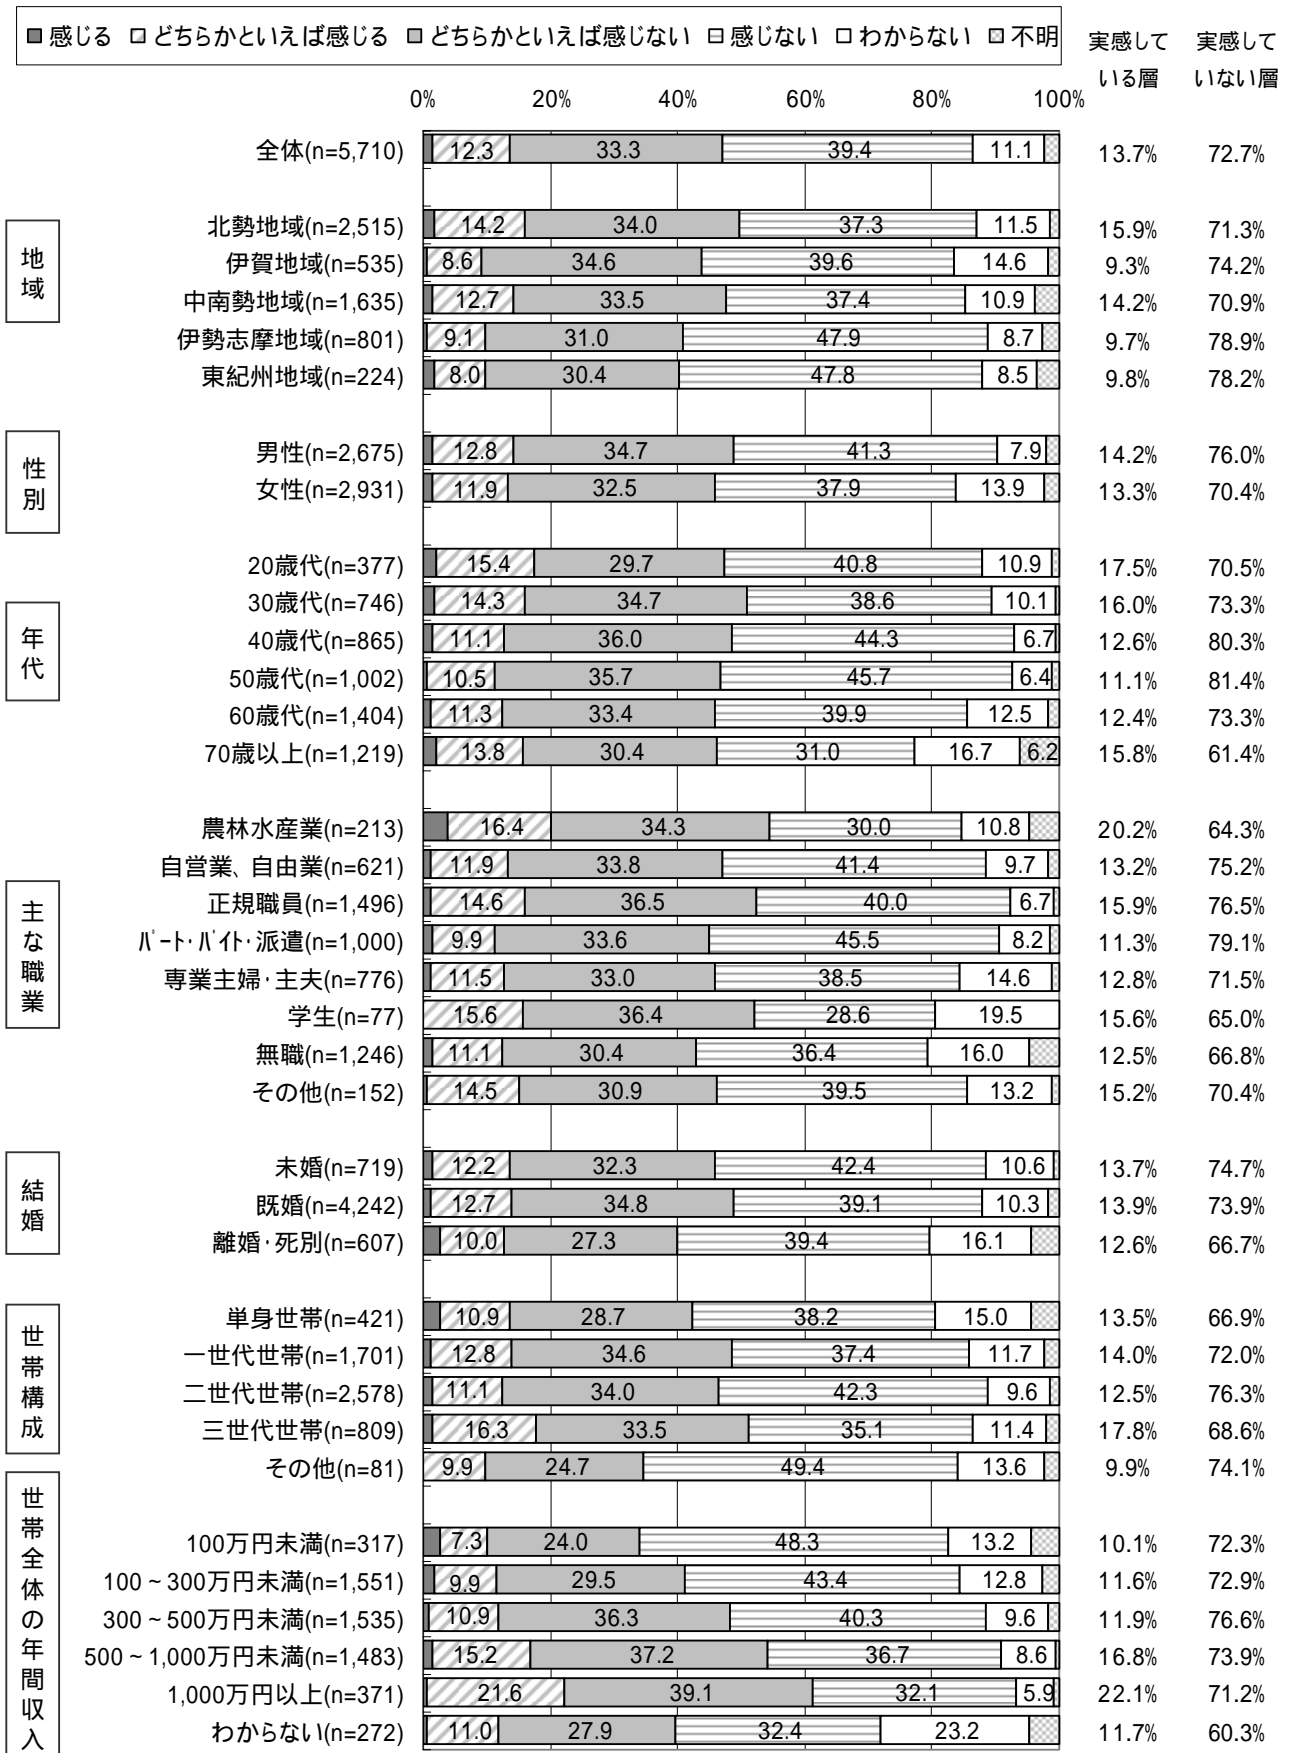 感じる どちらかといえば感じる どちらかといえば感じない 感じない わからない 不明
実感して
いる層
実感して
いない層
0% 20% 40% 60% 80% 100%
全体(n=5,710) 12.3 33.3 39.4 11.1 13.7% 72.7%
地域
北勢地域(n=2,515) 14.2 34.0 37.3 11.5 15.9% 71.3%
伊賀地域(n=535) 8.6 34.6 39.6 14.6 9.3% 74.2%
中南勢地域(n=1,635) 12.7 33.5 37.4 10.9 14.2% 70.9%
伊勢志摩地域(n=801) 9.1 31.0 47.9 8.7 9.7% 78.9%
東紀州地域(n=224) 8.0 30.4 47.8 8.5 9.8% 78.2%
性別
男性(n=2,675) 12.8 34.7 41.3 7.9 14.2% 76.0%
女性(n=2,931) 11.9 32.5 37.9 13.9 13.3% 70.4%
年代
20歳代(n=377) 15.4 29.7 40.8 10.9 17.5% 70.5%
30歳代(n=746) 14.3 34.7 38.6 10.1 16.0% 73.3%
40歳代(n=865) 11.1 36.0 44.3 6.7 12.6% 80.3%
50歳代(n=1,002) 10.5 35.7 45.7 6.4 11.1% 81.4%
60歳代(n=1,404) 11.3 33.4 39.9 12.5 12.4% 73.3%
70歳以上(n=1,219) 13.8 30.4 31.0 16.7 6.2 15.8% 61.4%
主な職業
農林水産業(n=213) 16.4 34.3 30.0 10.8 20.2% 64.3%
自営業、自由業(n=621) 11.9 33.8 41.4 9.7 13.2% 75.2%
正規職員(n=1,496) 14.6 36.5 40.0 6.7 15.9% 76.5%
ﾊﾟｰﾄ・ﾊﾞｲﾄ・派遣(n=1,000) 9.9 33.6 45.5 8.2 11.3% 79.1%
専業主婦・主夫(n=776) 11.5 33.0 38.5 14.6 12.8% 71.5%
学生(n=77) 15.6 36.4 28.6 19.5 15.6% 65.0%
無職(n=1,246) 11.1 30.4 36.4 16.0 12.5% 66.8%
その他(n=152) 14.5 30.9 39.5 13.2 15.2% 70.4%
結婚
未婚(n=719) 12.2 32.3 42.4 10.6 13.7% 74.7%
既婚(n=4,242) 12.7 34.8 39.1 10.3 13.9% 73.9%
離婚・死別(n=607) 10.0 27.3 39.4 16.1 12.6% 66.7%
世帯構成
単身世帯(n=421) 10.9 28.7 38.2 15.0 13.5% 66.9%
一世代世帯(n=1,701) 12.8 34.6 37.4 11.7 14.0% 72.0%
二世代世帯(n=2,578) 11.1 34.0 42.3 9.6 12.5% 76.3%
三世代世帯(n=809) 16.3 33.5 35.1 11.4 17.8% 68.6%
その他(n=81) 9.9 24.7 49.4 13.6 9.9% 74.1%
世帯全体の年間収入
100万円未満(n=317) 7.3 24.0 48.3 13.2 10.1% 72.3%
100～300万円未満(n=1,551) 9.9 29.5 43.4 12.8 11.6% 72.9%
300～500万円未満(n=1,535) 10.9 36.3 40.3 9.6 11.9% 76.6%
500～1,000万円未満(n=1,483) 15.2 37.2 36.7 8.6 16.8% 73.9%
1,000万円以上(n=371) 21.6 39.1 32.1 5.9 22.1% 71.2%
わからない(n=272) 11.0 27.9 32.4 23.2 11.7% 60.3%